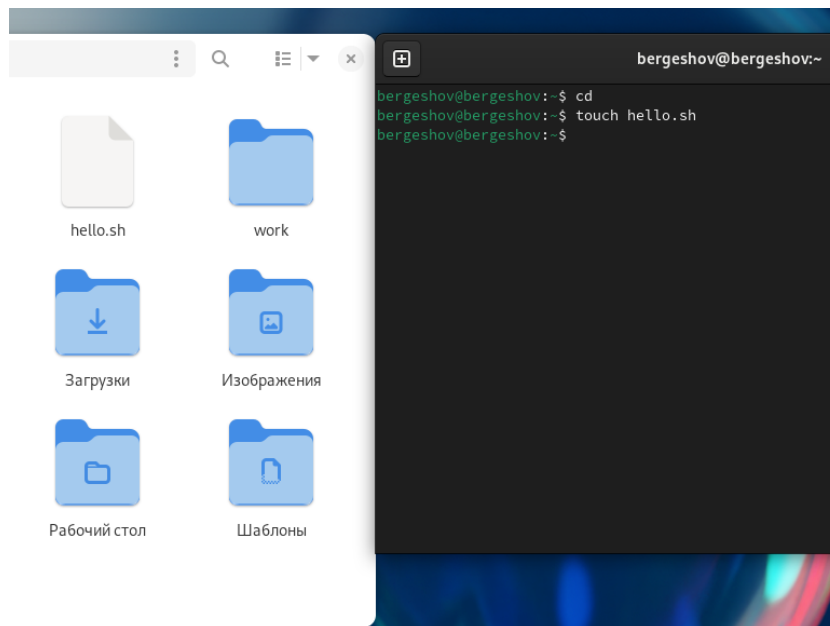 bergeshov@bergeshov:~
bergeshov@bergeshov:~$ cd
bergeshov@bergeshov:~$ touch hello.sh
bergeshov@bergeshov:~$
hello.sh
work
Загрузки
Изображения
Рабочий стол
Шаблоны